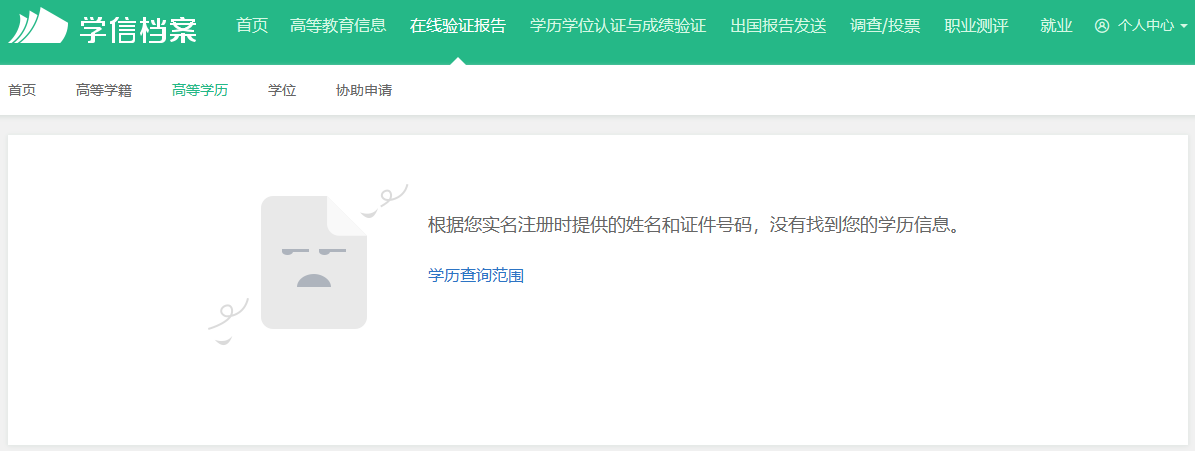 学信档案 首页 高等教育信息 在线验证报告 学历学位认证与成绩验证 出国报告发送 调查/投票 职业测评 就业 个人中心
首页 高等学籍 高等学历 学位 协助申请
根据您实名注册时提供的姓名和证件号码，没有找到您的学历信息。
学历查询范围